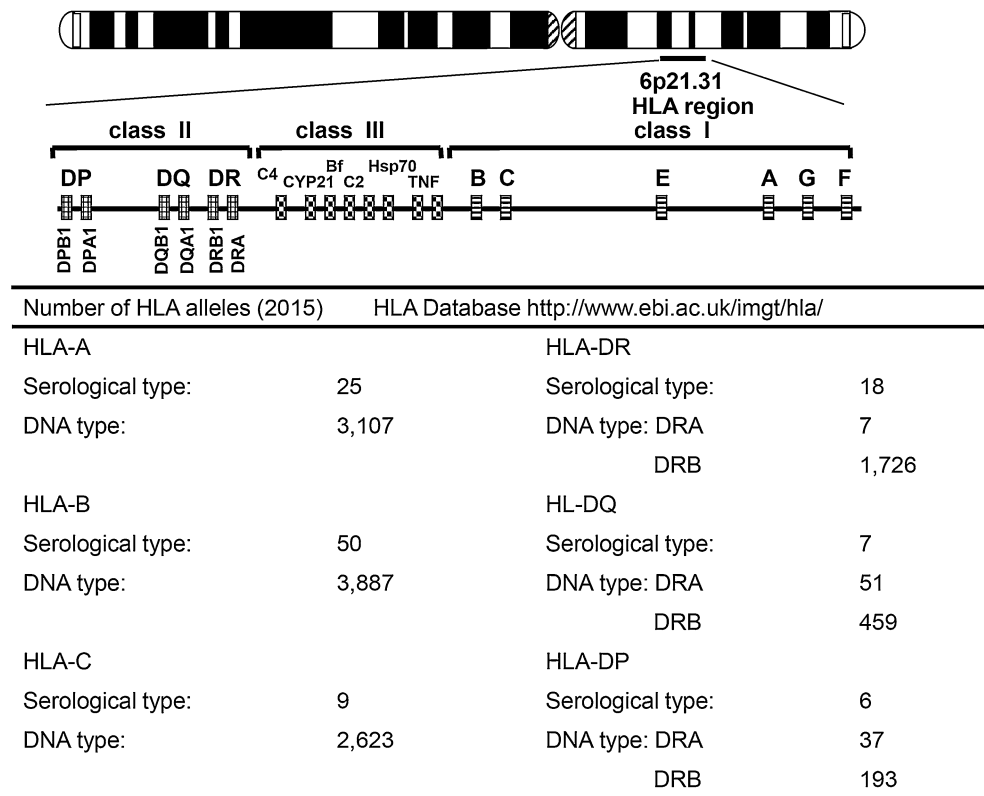 6p21.31
HLA region
class II class III class I
C4 CYP21 Bf C2 Hsp70 TNF
DP DQ DR B C E A G F
DPB1 DPA1 DQB1 DQA1 DRB1 DRA
Number of HLA alleles (2015) HLA Database http://www.ebi.ac.uk/imgt/hla/
HLA-A HLA-DR
Serological type: 25 Serological type: 18
DNA type: 3,107 DNA type: DRA 7
DRB 1,726
HLA-B HL-DQ
Serological type: 50 Serological type: 7
DNA type: 3,887 DNA type: DRA 51
DRB 459
HLA-C HLA-DP
Serological type: 9 Serological type: 6
DNA type: 2,623 DNA type: DRA 37
DRB 193